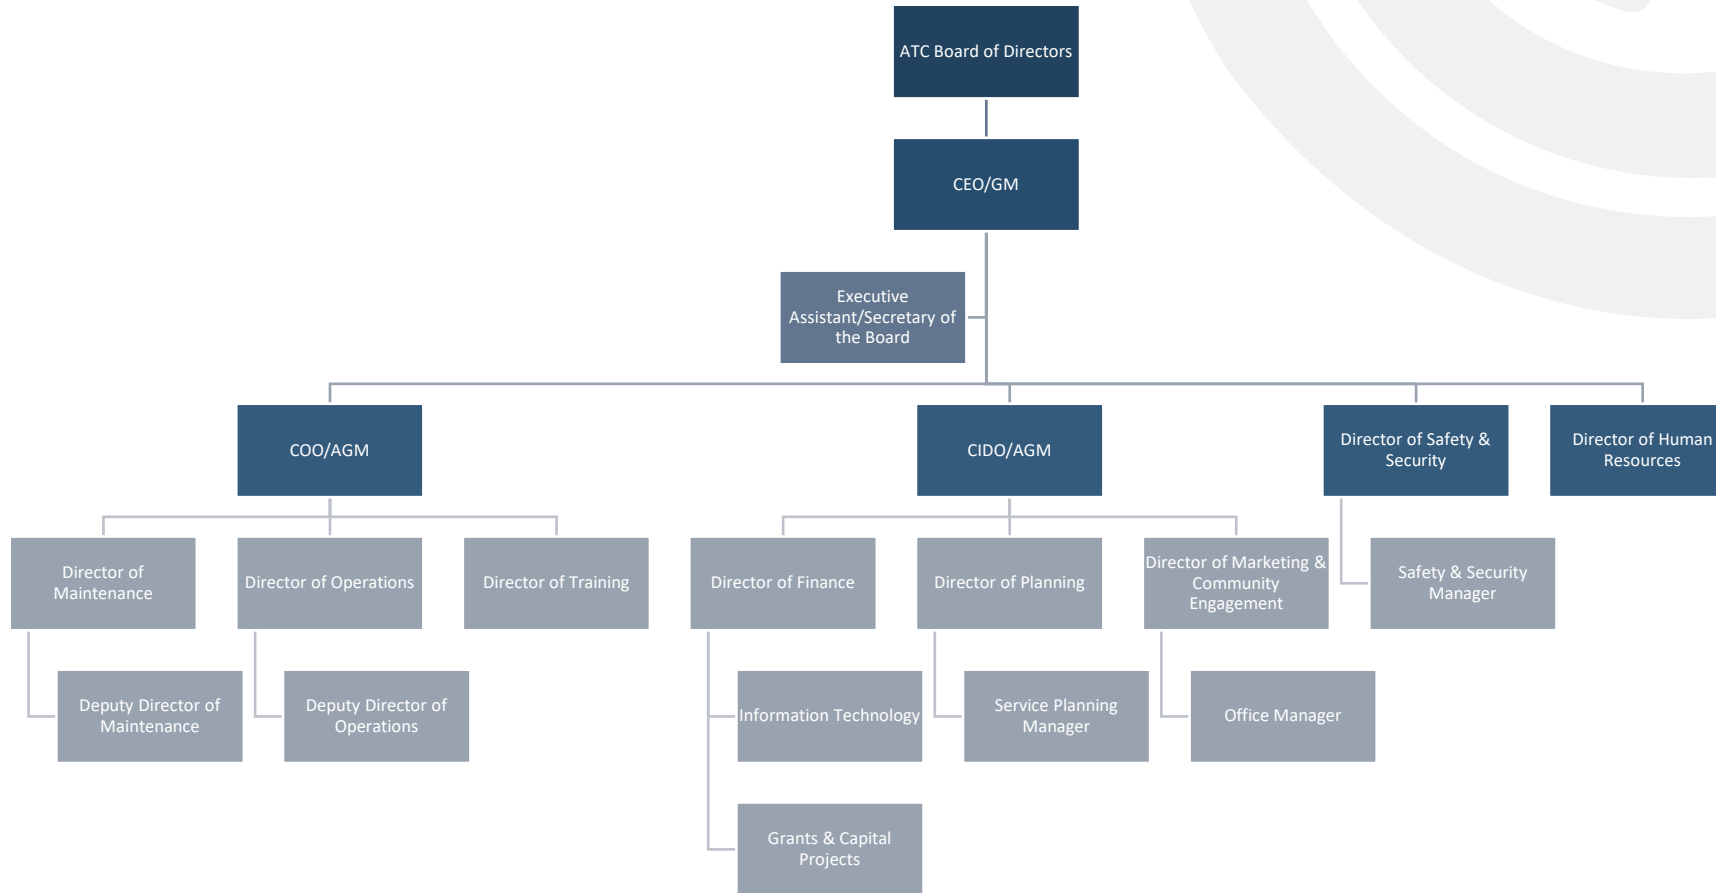 ATC Board of Directors
CEO/GM
Executive
Assistant/Secretary of
the Board
COO/AGM
CIDO/AGM
Director of Safety &
Security
Director of Human
Resources
Director of
Maintenance
Director of Operations
Director of Training
Director of Finance
Director of Planning
Director of Marketing &
Community
Engagement
Safety & Security
Manager
Deputy Director of
Maintenance
Deputy Director of
Operations
Information Technology
Service Planning
Manager
Office Manager
Grants & Capital
Projects